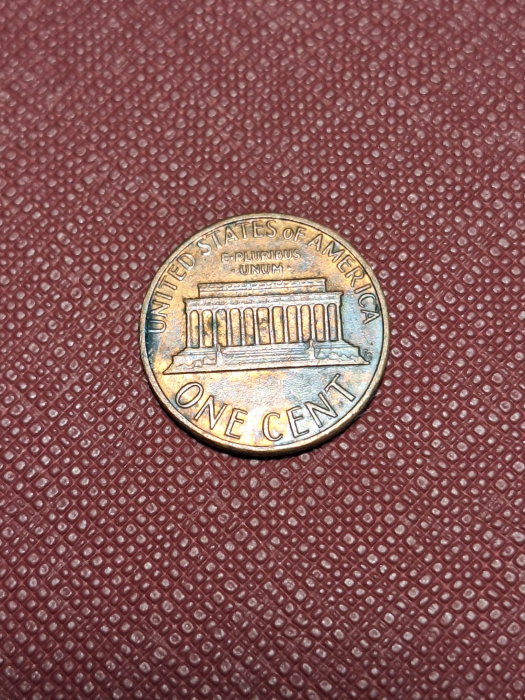 UNITED STATES OF AMERICA
E·PLURIBUS
·UNUM·
ONE CENT